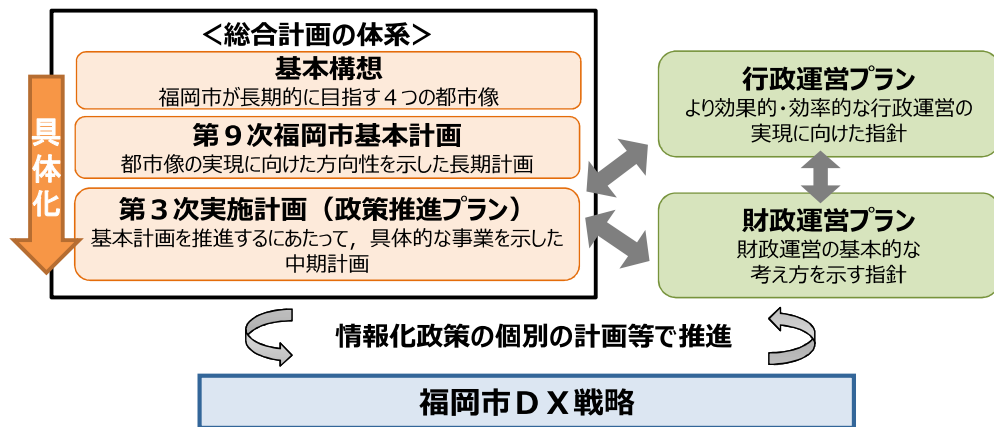 <総合計画の体系>
具体化
基本構想
福岡市が長期的に目指す4つの都市像
第9次福岡市基本計画
都市像の実現に向けた方向性を示した長期計画
第3次実施計画(政策推進プラン)
基本計画を推進するにあたって,具体的な事業を示した
中期計画
行政運営プラン
より効果的・効率的な行政運営の
実現に向けた指針
財政運営プラン
財政運営の基本的な
考え方を示す指針
情報化政策の個別の計画等で推進
福岡市DX戦略